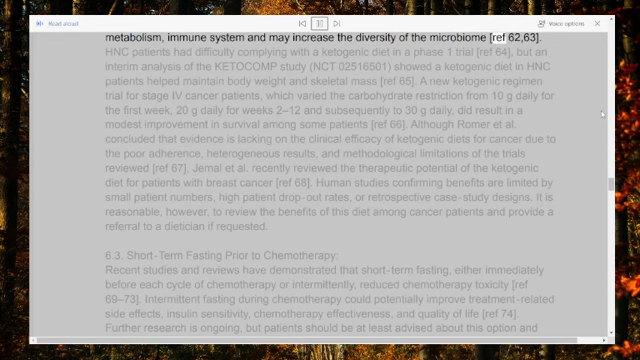 Read aloud
Voice options
metabolism, immune system and may increase the diversity of the microbiome [ref 62,63].
HNC patients had difficulty complying with a ketogenic diet in a phase 1 trial [ref 64], but an
interim analysis of the KETOCOMP study (NCT 02516501) showed a ketogenic diet in HNC
patients helped maintain body weight and skeletal mass [ref 65]. A new ketogenic regimen
trial for stage IV cancer patients, which varied the carbohydrate restriction from 10 g daily for
the first week, 20 g daily for weeks 2–12 and subsequently to 30 g daily, did result in a
modest improvement in survival among some patients [ref 66]. Although Romer et al.
concluded that evidence is lacking on the clinical efficacy of ketogenic diets for cancer due to
the poor adherence, heterogeneous results, and methodological limitations of the trials
reviewed [ref 67], Jemal et al. recently reviewed the therapeutic potential of the ketogenic
diet for patients with breast cancer [ref 68]. Human studies confirming benefits are limited by
small patient numbers, high patient drop-out rates, or retrospective case-study designs. It is
reasonable, however, to review the benefits of this diet among cancer patients and provide a
referral to a dietician if requested.
6.3. Short-Term Fasting Prior to Chemotherapy:
Recent studies and reviews have demonstrated that short-term fasting, either immediately
before each cycle of chemotherapy or intermittently, reduced chemotherapy toxicity [ref
69–73]. Intermittent fasting during chemotherapy could potentially improve treatment-related
side effects, insulin sensitivity, chemotherapy effectiveness, and quality of life [ref 74].
Further research is ongoing, but patients should be at least advised about this option and